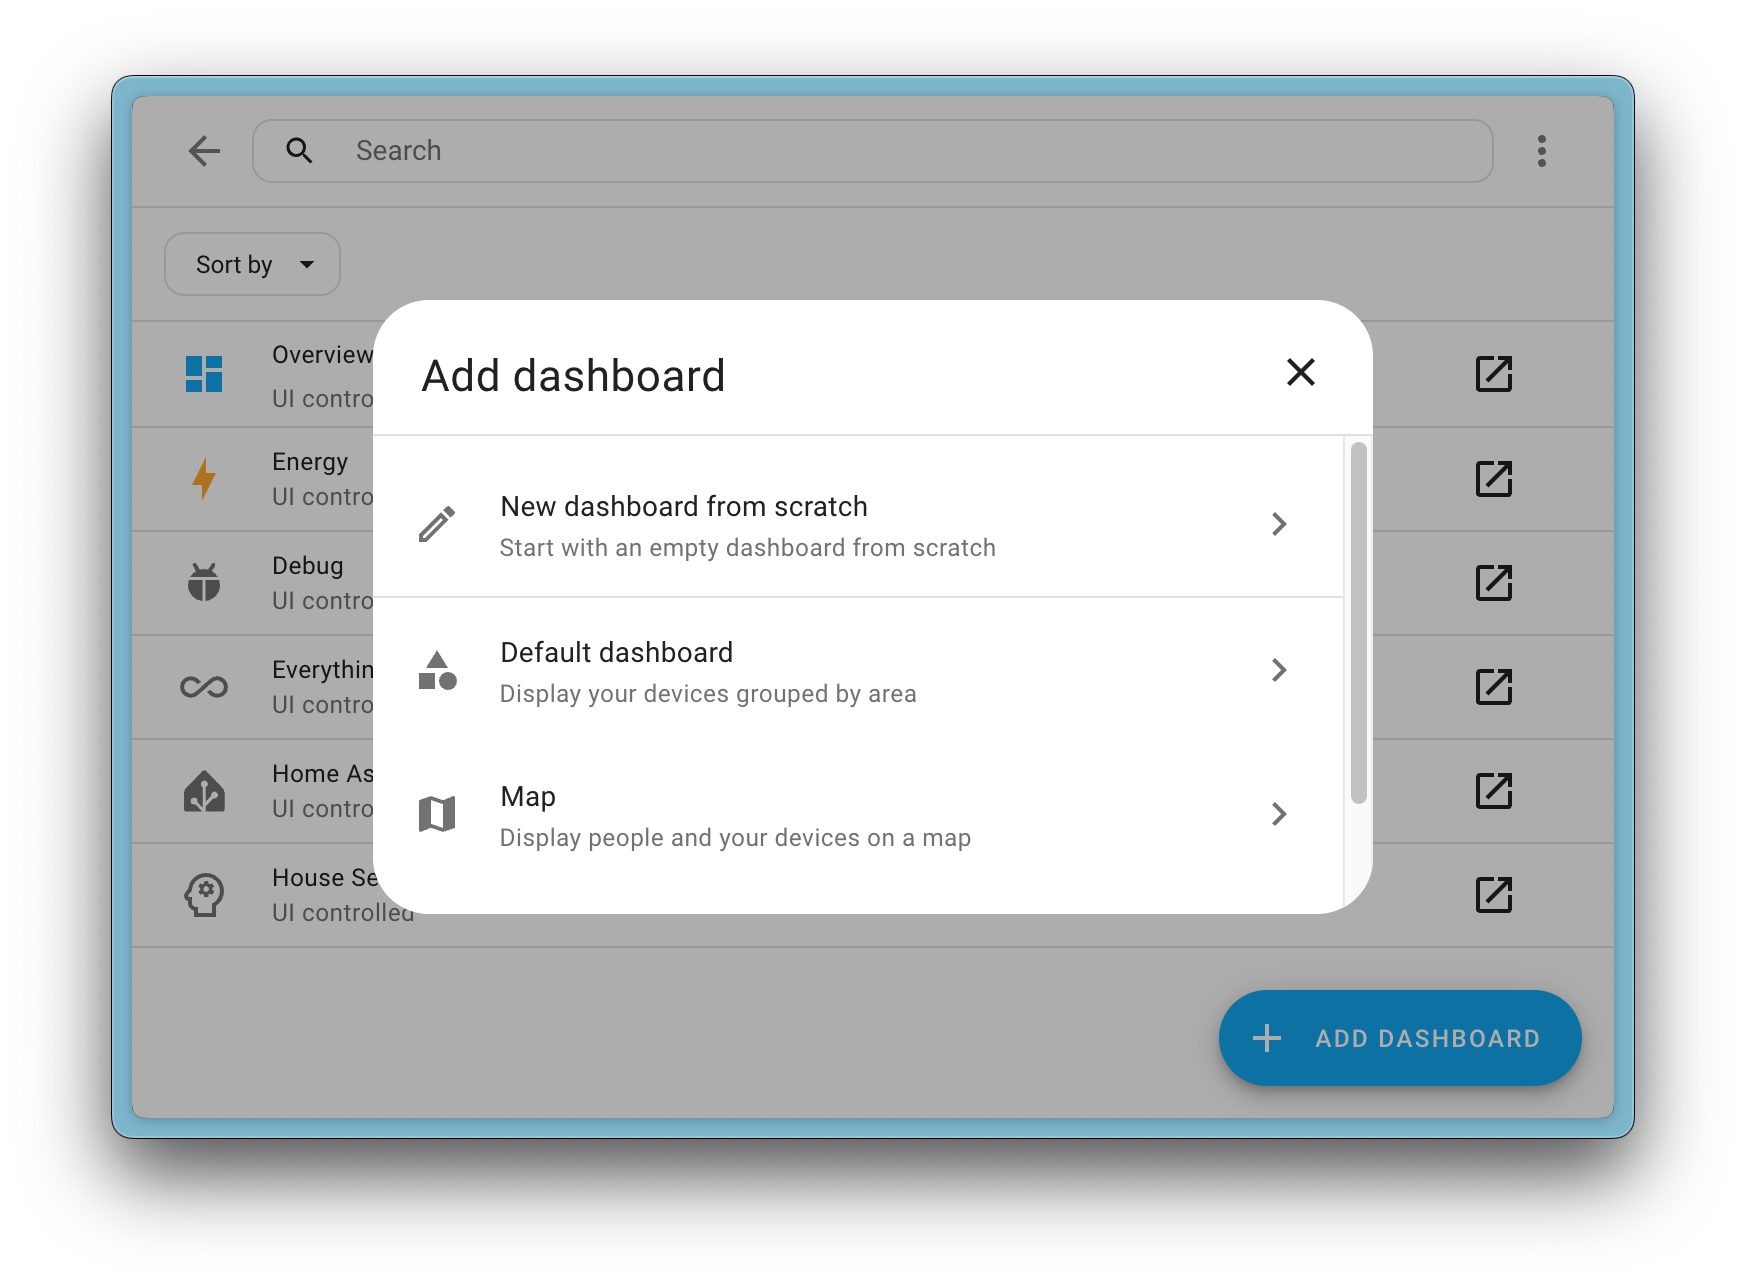 Search
Sort by
Overview
UI contro
Energy
UI contro
Debug
UI contro
Everythin
UI contro
Home As
UI contro
House Se
UI controlled
Add dashboard
New dashboard from scratch
Start with an empty dashboard from scratch
Default dashboard
Display your devices grouped by area
Map
Display people and your devices on a map
ADD DASHBOARD